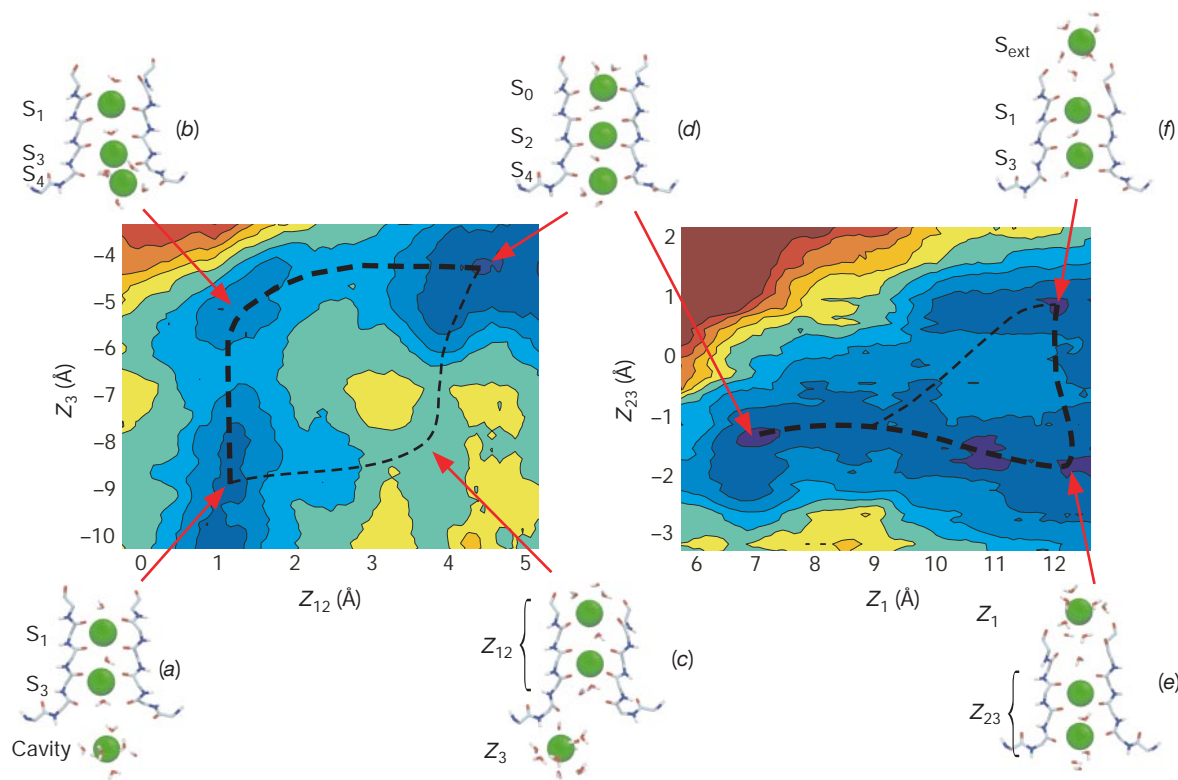 S1
S3
S4
(b)
S0
S2
S4
(d)
Sext
S1
S3
(f)
–4
–5
–6
–7
–8
–9
–10
Z3 (Å)
0 1 2 3 4 5
Z12 (Å)
2
1
0
–1
–2
–3
Z23 (Å)
6 7 8 9 10 11 12
Z1 (Å)
S1
S3
Cavity
(a)
Z12
Z3
(c)
Z1
Z23
(e)